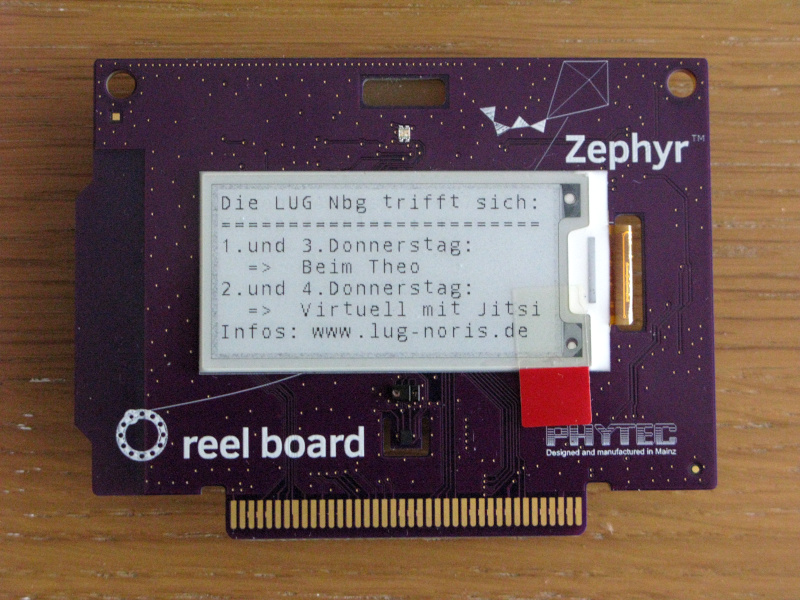 Zephyr™
Die LUG Nbg trifft sich:
========================
1.und 3.Donnerstag:
=> Beim Theo
2.und 4.Donnerstag:
=> Virtuell mit Jitsi
Infos: www.lug-noris.de
reel board
PHYTEC
Designed and manufactured in Mainz